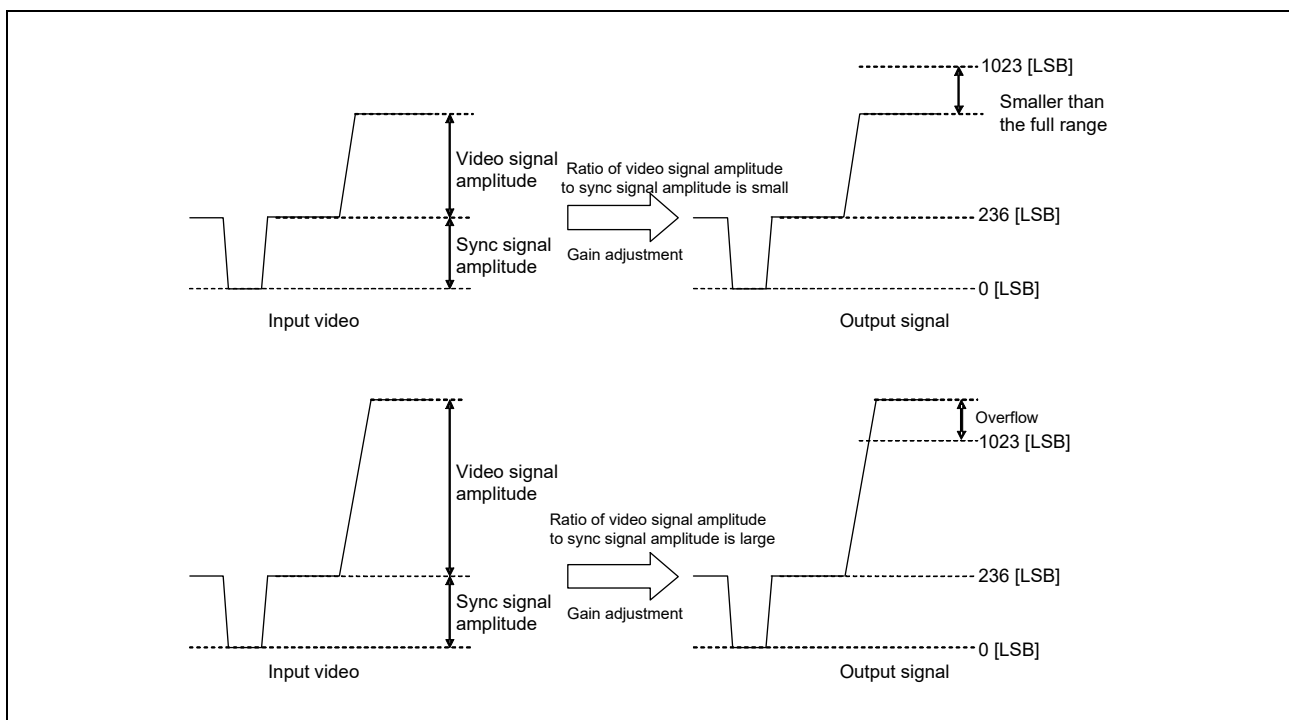 1023 [LSB]
Smaller than
the full range
Video signal
amplitude
Ratio of video signal amplitude
to sync signal amplitude is small
236 [LSB]
Sync signal
amplitude
Gain adjustment
0 [LSB]
Input video
Output signal
Overflow
1023 [LSB]
Video signal
amplitude
Ratio of video signal amplitude
to sync signal amplitude is large
236 [LSB]
Sync signal
amplitude
Gain adjustment
0 [LSB]
Input video
Output signal